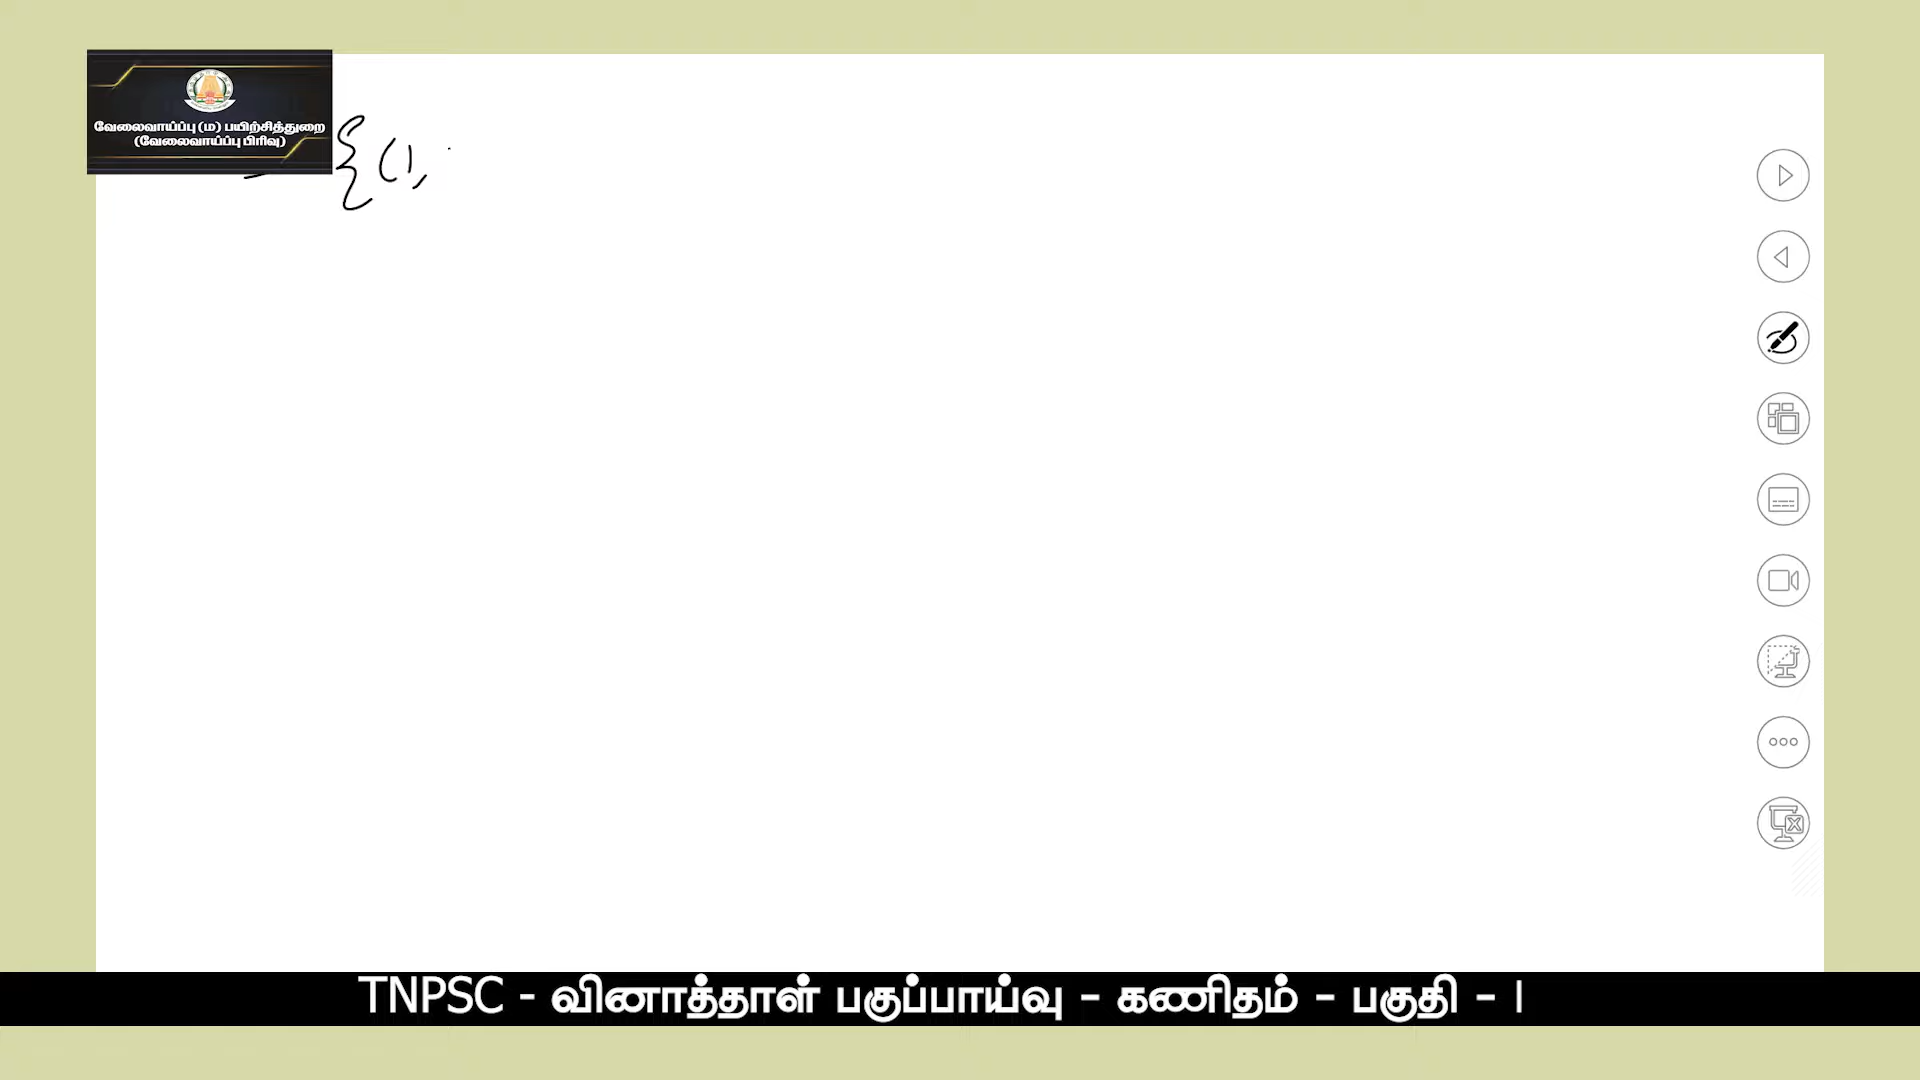 வேலைவாய்ப்பு (ம) பயிற்சித்துறை
(வேலைவாய்ப்பு பிரிவு)
{(1,
TNPSC - வினாத்தாள் பகுப்பாய்வு - கணிதம் - பகுதி - I